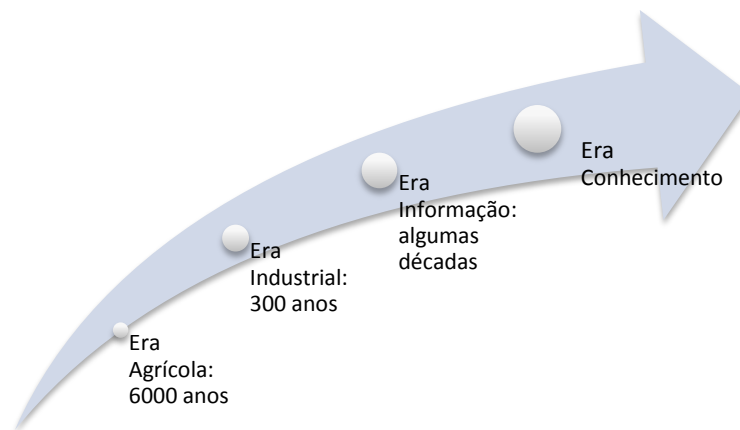 Era
Agrícola:
6000 anos
Era
Industrial:
300 anos
Era
Informação:
algumas
décadas
Era
Conhecimento